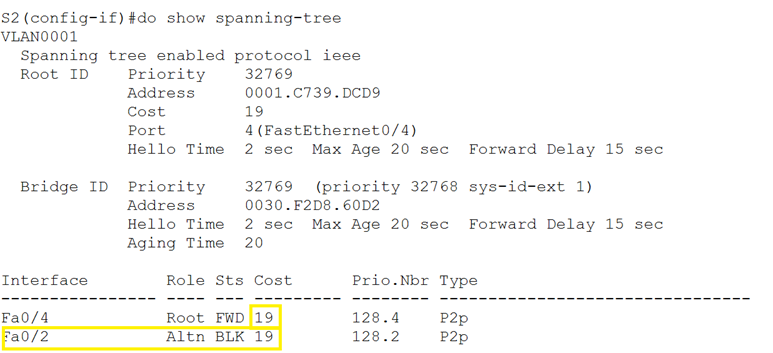 S2(config-if)#do show spanning-tree
VLAN0001
  Spanning tree enabled protocol ieee
  Root ID    Priority    32769
             Address     0001.C739.DCD9
             Cost        19
             Port        4(FastEthernet0/4)
             Hello Time  2 sec  Max Age 20 sec  Forward Delay 15 sec

  Bridge ID  Priority    32769  (priority 32768 sys-id-ext 1)
             Address     0030.F2D8.60D2
             Hello Time  2 sec  Max Age 20 sec  Forward Delay 15 sec
             Aging Time  20

Interface        Role Sts Cost      Prio.Nbr Type
---------------- ---- --- --------- -------- --------------------------------
Fa0/4            Root FWD 19        128.4    P2p
Fa0/2            Altn BLK 19        128.2    P2p